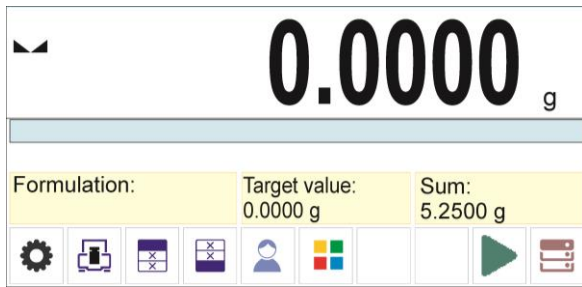 0.0000 g
Formulation:
Target value:
0.0000 g
Sum:
5.2500 g